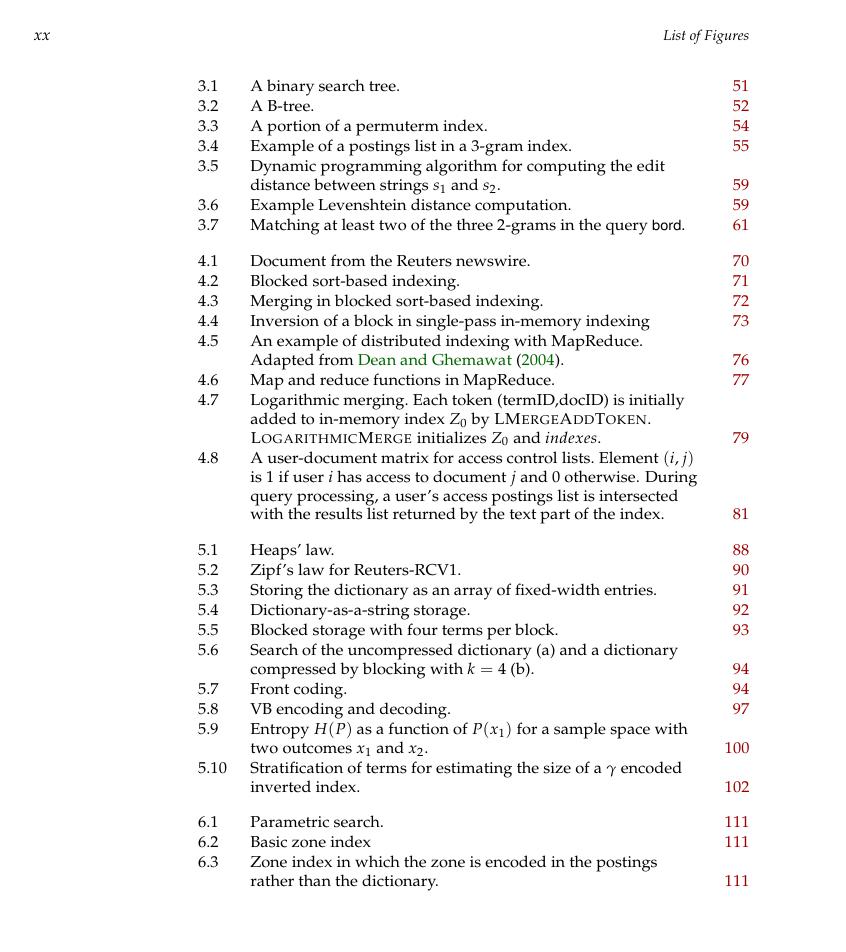 xx List of Figures
3.1 A binary search tree. 51
3.2 A B-tree. 52
3.3 A portion of a permuterm index. 54
3.4 Example of a postings list in a 3-gram index. 55
3.5 Dynamic programming algorithm for computing the edit
distance between strings s1 and s2. 59
3.6 Example Levenshtein distance computation. 59
3.7 Matching at least two of the three 2-grams in the query bord. 61
4.1 Document from the Reuters newswire. 70
4.2 Blocked sort-based indexing. 71
4.3 Merging in blocked sort-based indexing. 72
4.4 Inversion of a block in single-pass in-memory indexing 73
4.5 An example of distributed indexing with MapReduce.
Adapted from Dean and Ghemawat (2004). 76
4.6 Map and reduce functions in MapReduce. 77
4.7 Logarithmic merging. Each token (termID,docID) is initially
added to in-memory index Z0 by LMERGEADDTOKEN.
LOGARITHMICMERGE initializes Z0 and indexes. 79
4.8 A user-document matrix for access control lists. Element (i, j)
is 1 if user i has access to document j and 0 otherwise. During
query processing, a user’s access postings list is intersected
with the results list returned by the text part of the index. 81
5.1 Heaps’ law. 88
5.2 Zipf’s law for Reuters-RCV1. 90
5.3 Storing the dictionary as an array of fixed-width entries. 91
5.4 Dictionary-as-a-string storage. 92
5.5 Blocked storage with four terms per block. 93
5.6 Search of the uncompressed dictionary (a) and a dictionary
compressed by blocking with k = 4 (b). 94
5.7 Front coding. 94
5.8 VB encoding and decoding. 97
5.9 Entropy H(P) as a function of P(x1) for a sample space with
two outcomes x1 and x2. 100
5.10 Stratification of terms for estimating the size of a γ encoded
inverted index. 102
6.1 Parametric search. 111
6.2 Basic zone index 111
6.3 Zone index in which the zone is encoded in the postings
rather than the dictionary. 111